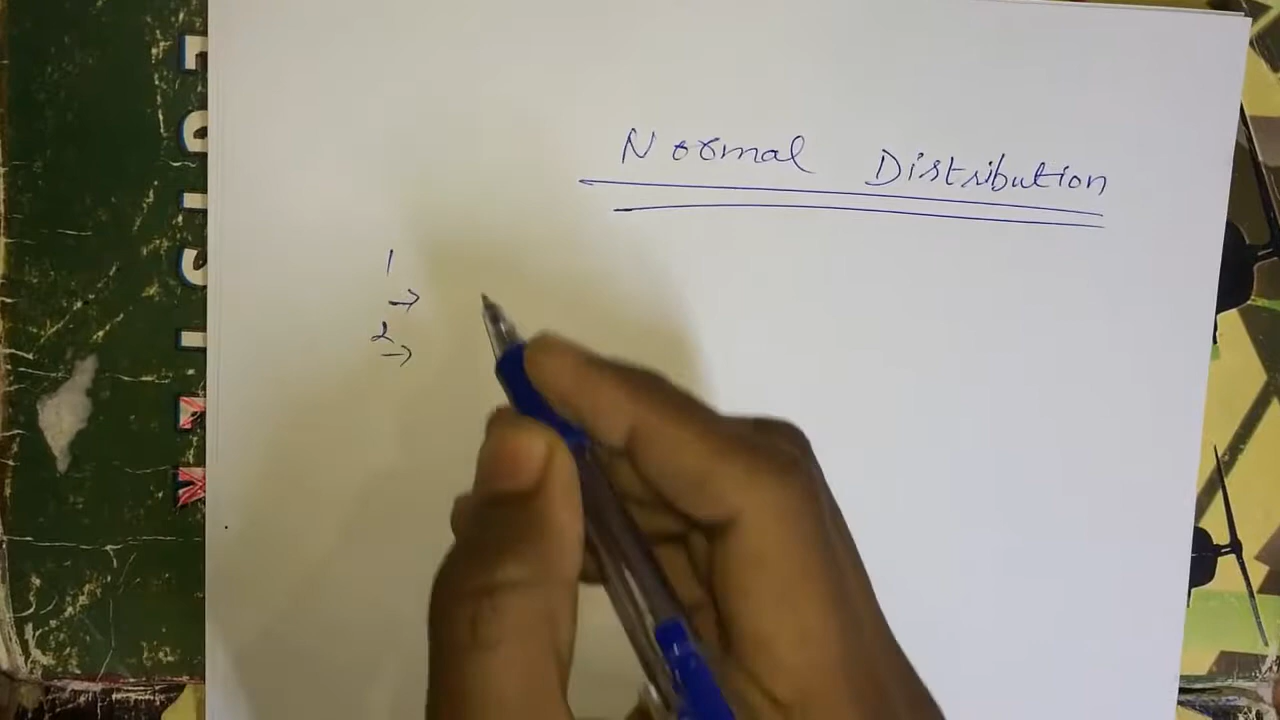 Normal Distribution
1
→
2
→